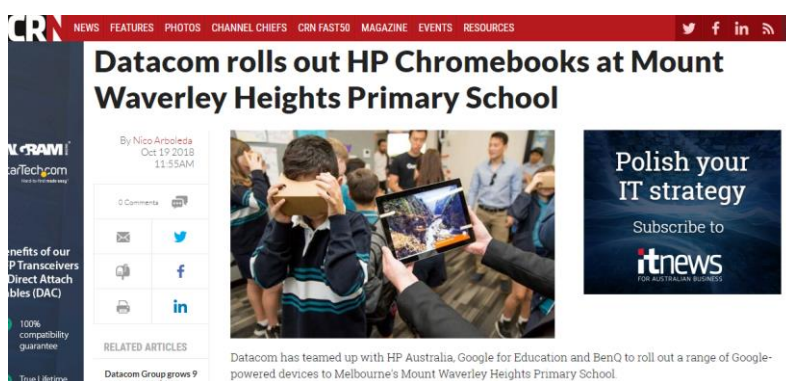 CRN
NEWS FEATURES PHOTOS CHANNEL CHIEFS CRN FAST50 MAGAZINE EVENTS RESOURCES
Datacom rolls out HP Chromebooks at Mount
Waverley Heights Primary School
By Nico Arboleda
Oct 19 2018
11:55AM
0 Comments
RELATED ARTICLES
Datacom Group grows 9
Datacom has teamed up with HP Australia, Google for Education and BenQ to roll out a range of Google-
powered devices to Melbourne's Mount Waverley Heights Primary School.
Polish your
IT strategy
Subscribe to
itnews
FOR AUSTRALIAN BUSINESS
enefits of our
P Transceivers
Direct Attach
bles (DAC)
100%
compatibility
guarantee
True Lifetime